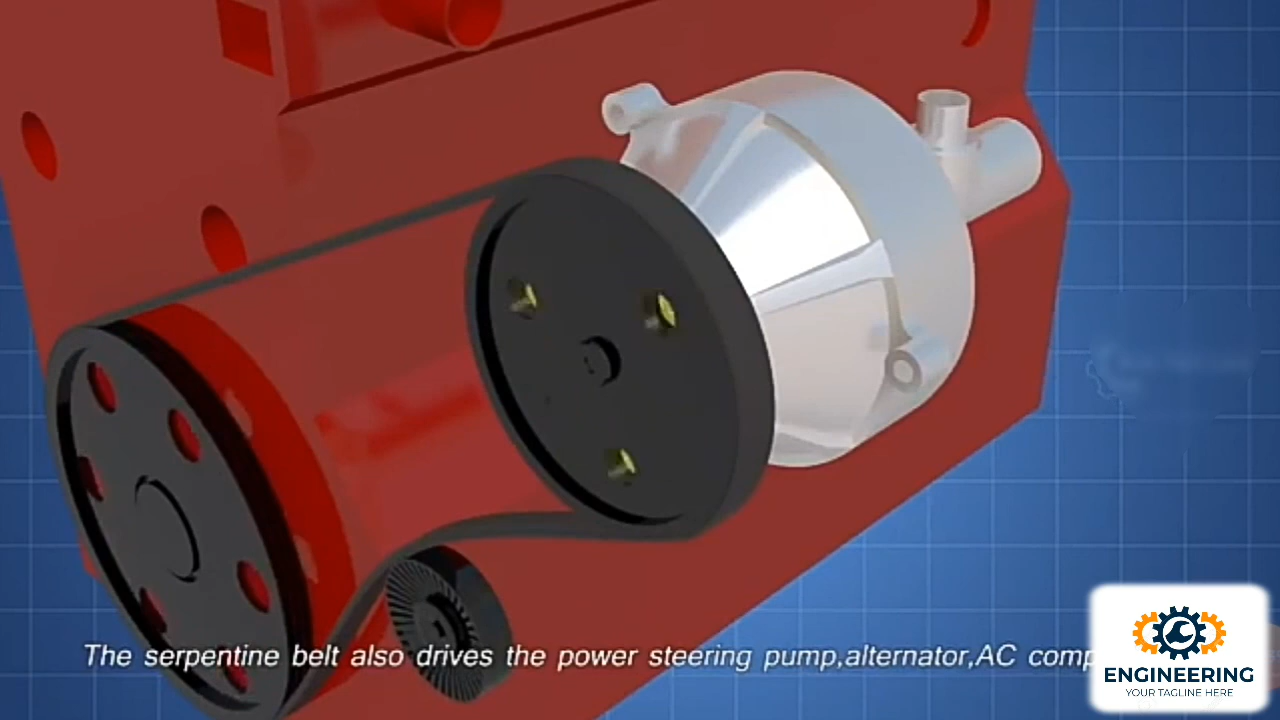 The serpentine belt also drives the power steering pump,alternator,AC comp
ENGINEERING
YOUR TAGLINE HERE